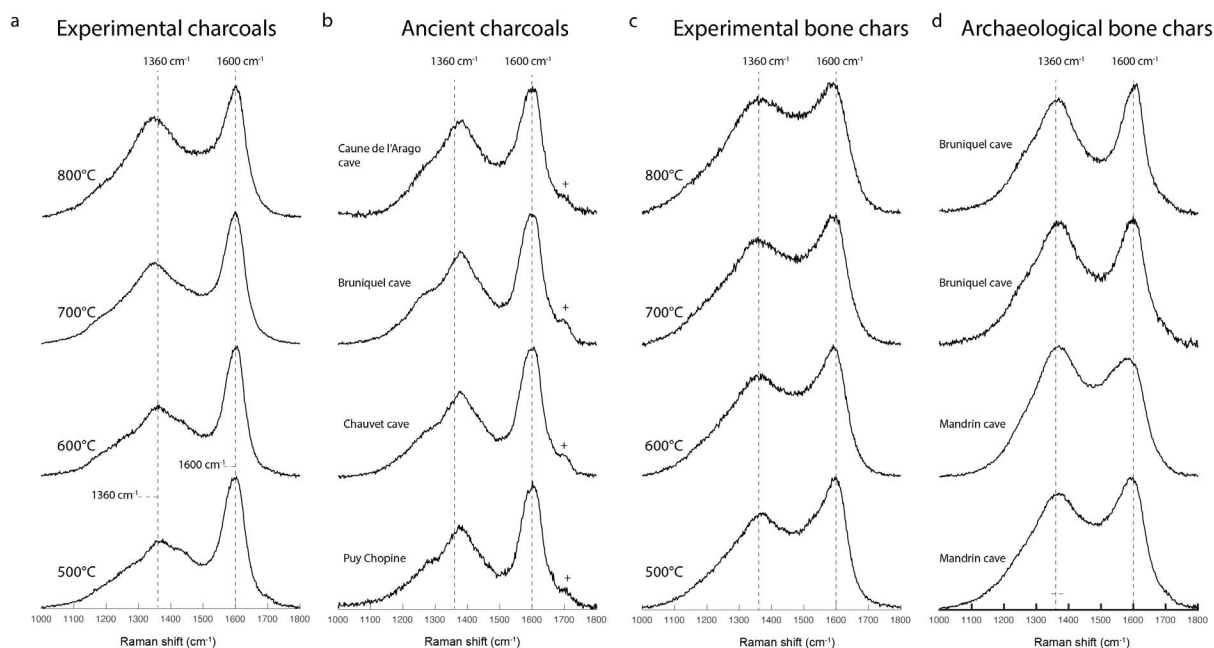 a Experimental charcoals
1360 cm⁻¹ 1600 cm⁻¹
800°C
700°C
600°C
1600 cm⁻¹
1360 cm⁻¹
500°C
1000 1100 1200 1300 1400 1500 1600 1700 1800
Raman shift (cm⁻¹)
b Ancient charcoals
1360 cm⁻¹ 1600 cm⁻¹
Caune de l'Arago
cave
+
Bruniquel cave
+
Chauvet cave
+
Puy Chopine
+
1000 1100 1200 1300 1400 1500 1600 1700 1800
Raman shift (cm⁻¹)
c Experimental bone chars
1360 cm⁻¹ 1600 cm⁻¹
800°C
700°C
600°C
500°C
1000 1100 1200 1300 1400 1500 1600 1700 1800
Raman shift (cm⁻¹)
d Archaeological bone chars
1360 cm⁻¹ 1600 cm⁻¹
Bruniquel cave
Bruniquel cave
Mandrin cave
Mandrin cave
1000 1100 1200 1300 1400 1500 1600 1700 1800
Raman shift (cm⁻¹)